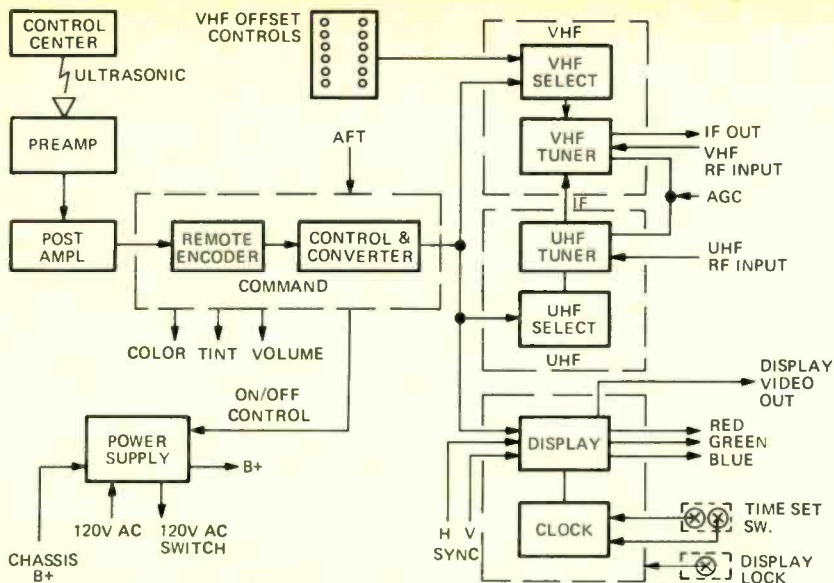 CONTROL
CENTER
ULTRASONIC
PREAMP
POST
AMPL
VHF OFFSET
CONTROLS
AFT
REMOTE
ENCODER
CONTROL &
CONVERTER
COMMAND
COLOR TINT VOLUME
ON/OFF
CONTROL
POWER
SUPPLY
B+
120V AC
120V AC
SWITCH
CHASSIS
B+
VHF
VHF
SELECT
VHF
TUNER
IF OUT
VHF
RF INPUT
AGC
IF
UHF
TUNER
UHF
RF INPUT
UHF
SELECT
UHF
DISPLAY
VIDEO
OUT
DISPLAY
RED
GREEN
BLUE
CLOCK
H V
SYNC
TIME SET
SW.
DISPLAY
LOCK